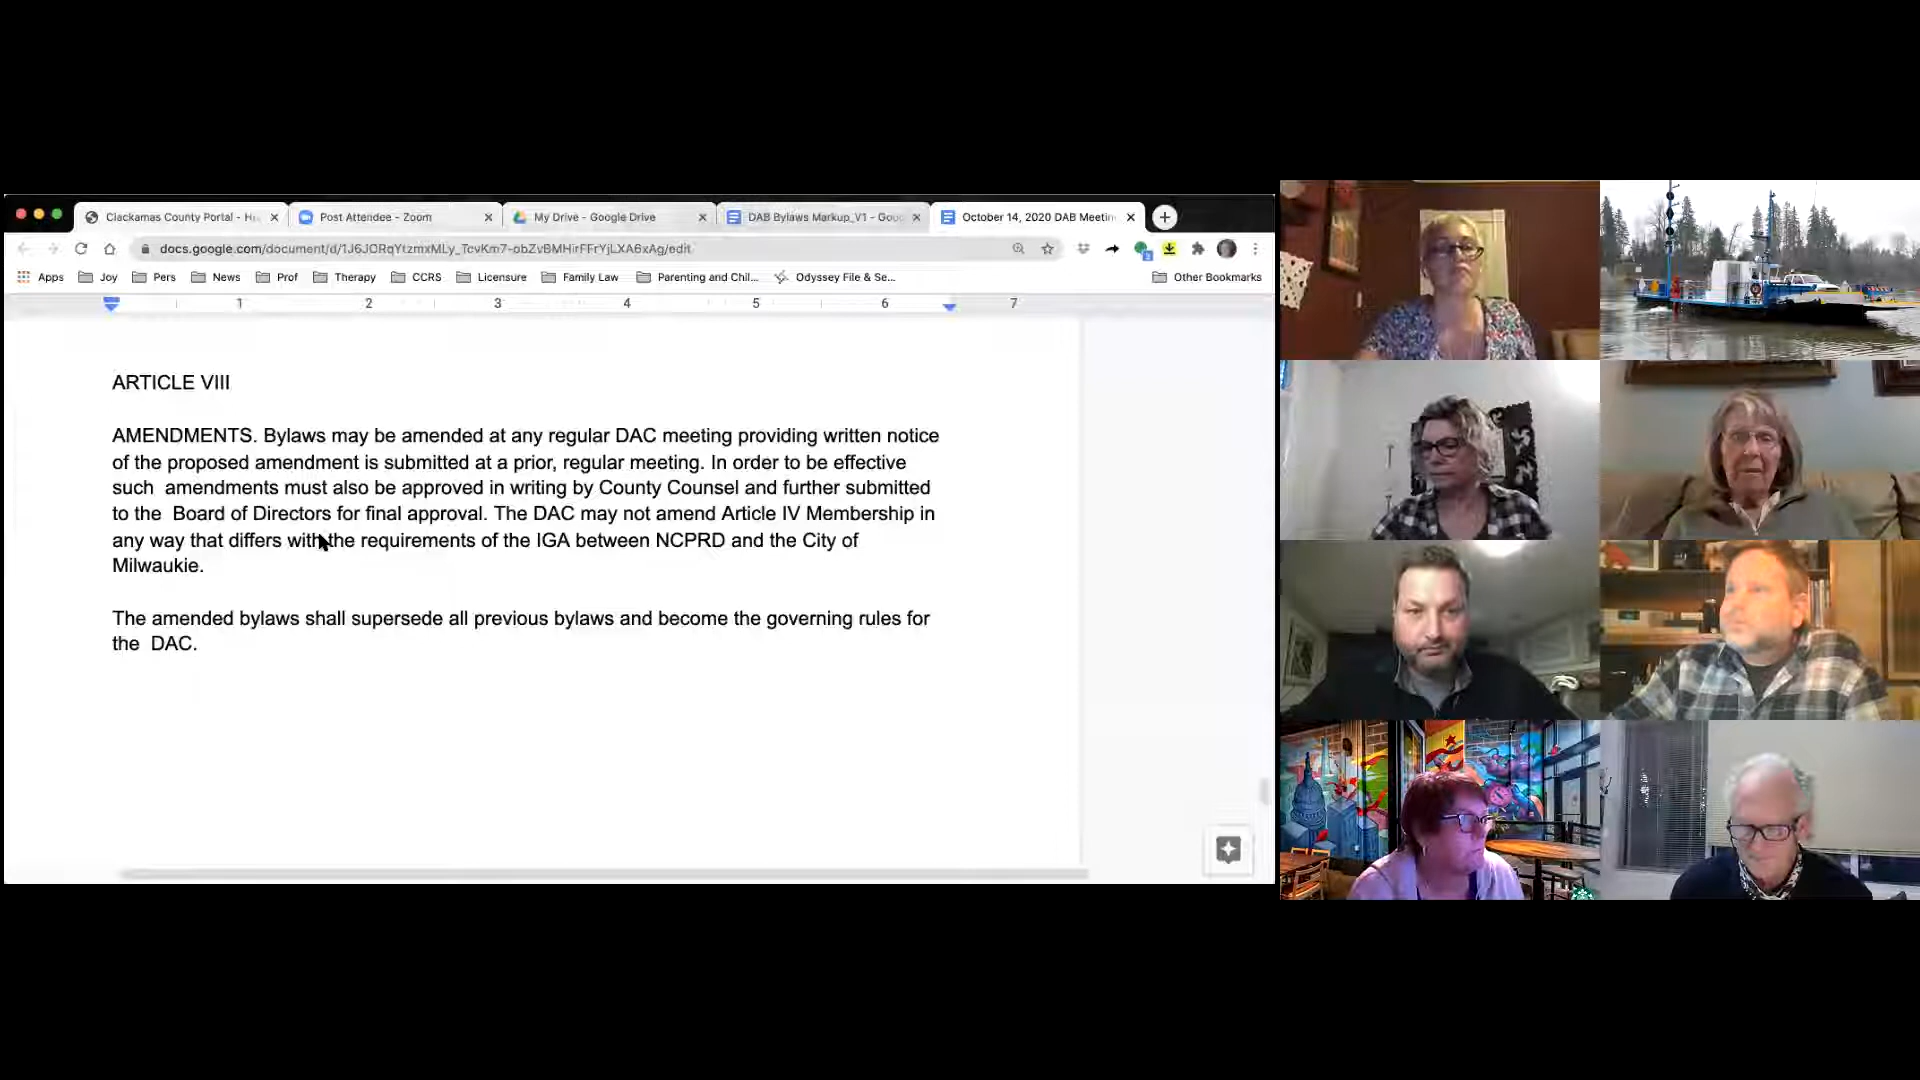 Clackamas County Portal - H
Post Attendee - Zoom
My Drive - Google Drive
DAB Bylaws Markup_V1 - Goo
October 14, 2020 DAB Meetin
docs.google.com/document/d/1J6JORqYtzmxMLy_TcvKm7-obZvBMHirFFrYjLXA6xAg/edit
Apps
Joy
Pers
News
Prof
Therapy
CCRS
Licensure
Family Law
Parenting and Chil...
Odyssey File & Se...
Other Bookmarks
1 2 3 4 5 6 7
ARTICLE VIII
AMENDMENTS. Bylaws may be amended at any regular DAC meeting providing written notice
of the proposed amendment is submitted at a prior, regular meeting. In order to be effective
such amendments must also be approved in writing by County Counsel and further submitted
to the Board of Directors for final approval. The DAC may not amend Article IV Membership in
any way that differs with the requirements of the IGA between NCPRD and the City of
Milwaukie.
The amended bylaws shall supersede all previous bylaws and become the governing rules for
the DAC.